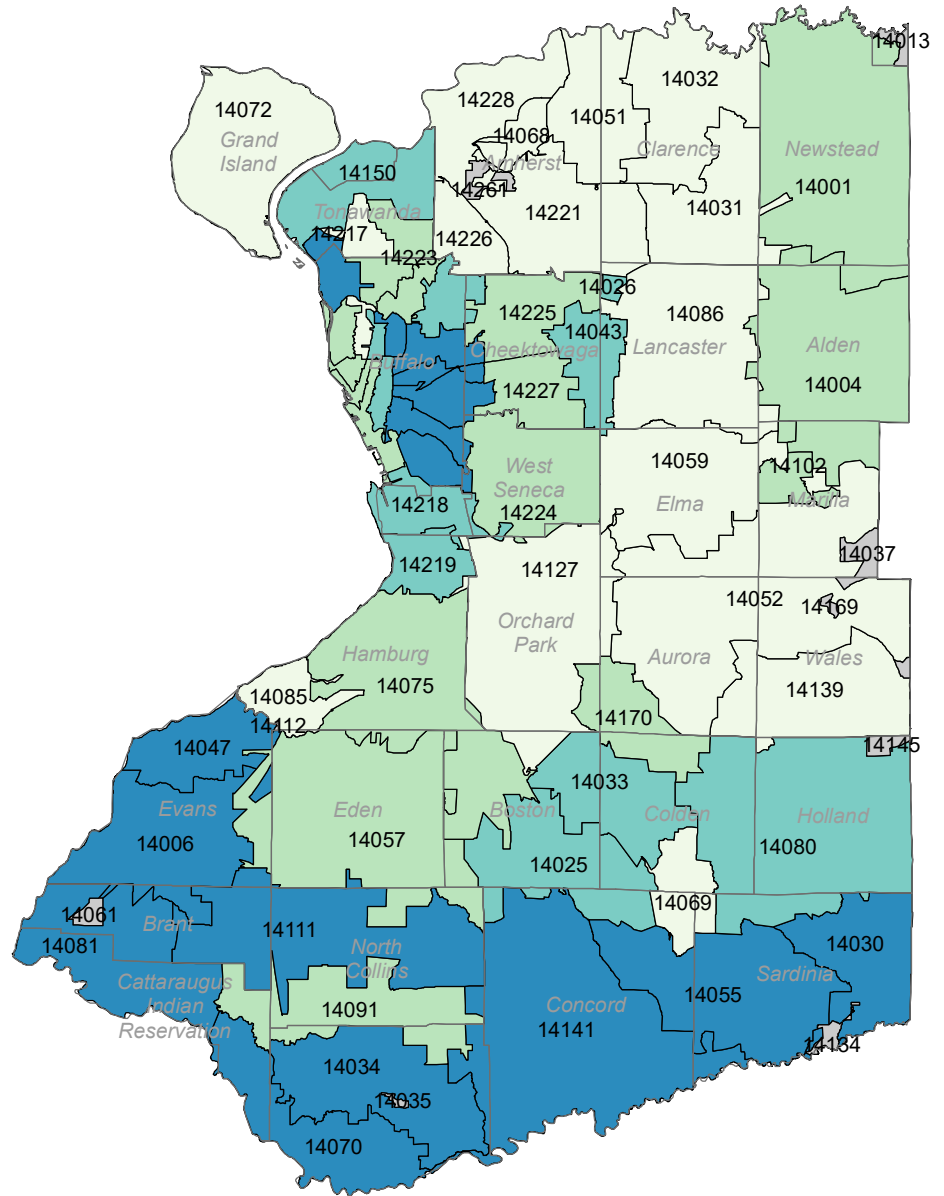 14013
14032
14228
14072
14051
14068
Grand
Island
Clarence
Newstead
Amherst
14150
14261
14001
14031
14221
Tonawanda
14217
14226
14223
14026
14225
14086
14043
Alden
Lancaster
Cheektowaga
Buffalo
14004
14227
14059
West
Seneca
14102
Marilla
Elma
14218
14224
14037
14219
14127
14052
14169
Orchard
Park
Hamburg
Aurora
Wales
14075
14139
14085
14170
14112
14047
14145
14033
Evans
Eden
Boston
Colden
Holland
14057
14006
14080
14025
14069
14061
Brant
14111
14081
North
Collins
14030
Sardinia
Cattaraugus
Indian
Reservation
14055
Concord
14091
14141
14134
14034
14035
14070